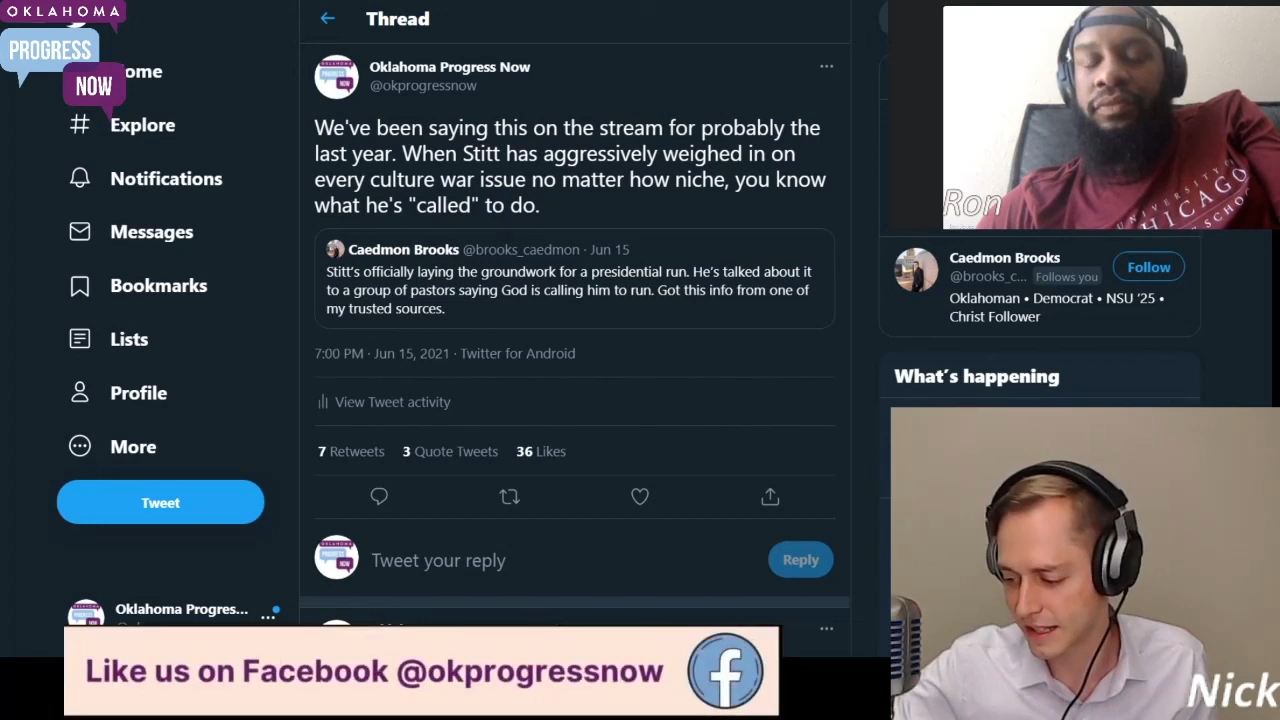 OKLAHOMA
PROGRESS
NOW
ome
Explore
Notifications
Messages
Bookmarks
Lists
Profile
More
Tweet
Oklahoma Progres...
Thread
Oklahoma Progress Now
@okprogressnow
We've been saying this on the stream for probably the
last year. When Stitt has aggressively weighed in on
every culture war issue no matter how niche, you know
what he's "called" to do.
Caedmon Brooks @brooks_caedmon · Jun 15
Stitt's officially laying the groundwork for a presidential run. He's talked about it
to a group of pastors saying God is calling him to run. Got this info from one of
my trusted sources.
7:00 PM · Jun 15, 2021 · Twitter for Android
View Tweet activity
7 Retweets 3 Quote Tweets 36 Likes
Tweet your reply
Reply
Like us on Facebook @okprogressnow
Ron
UNIVERSITY
CHICAGO
SCHOO
Caedmon Brooks
@brooks_c... Follows you
Follow
Oklahoman • Democrat • NSU '25 •
Christ Follower
What's happening
Nick